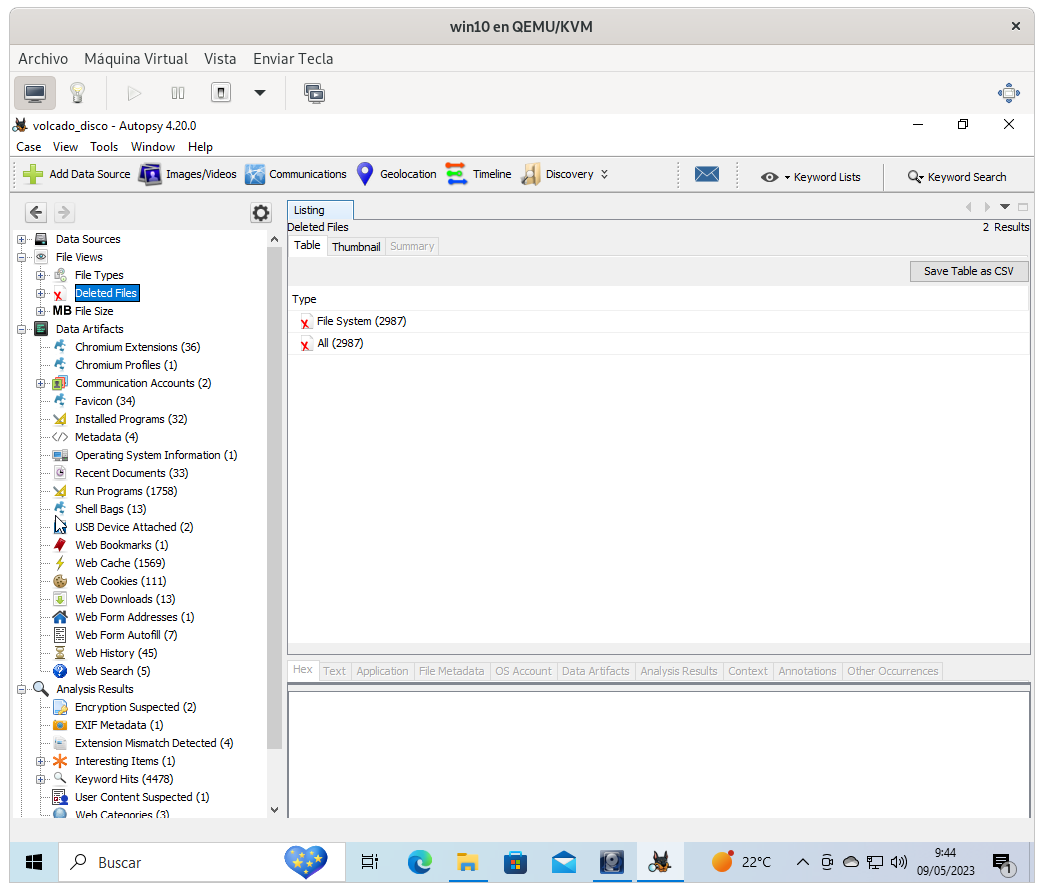 win10 en QEMU/KVM
Archivo Máquina Virtual Vista Enviar Tecla
volcado_disco - Autopsy 4.20.0
Case View Tools Window Help
Add Data Source Images/Videos Communications Geolocation Timeline Discovery Keyword Lists Keyword Search
Data Sources
File Views
File Types
Deleted Files
MB File Size
Data Artifacts
Chromium Extensions (36)
Chromium Profiles (1)
Communication Accounts (2)
Favicon (34)
Installed Programs (32)
Metadata (4)
Operating System Information (1)
Recent Documents (33)
Run Programs (1758)
Shell Bags (13)
USB Device Attached (2)
Web Bookmarks (1)
Web Cache (1569)
Web Cookies (111)
Web Downloads (13)
Web Form Addresses (1)
Web Form Autofill (7)
Web History (45)
Web Search (5)
Analysis Results
Encryption Suspected (2)
EXIF Metadata (1)
Extension Mismatch Detected (4)
Interesting Items (1)
Keyword Hits (4478)
User Content Suspected (1)
Web Categories (3)
Listing
Deleted Files 2 Results
Table Thumbnail Summary
Save Table as CSV
Type
File System (2987)
All (2987)
Hex Text Application File Metadata OS Account Data Artifacts Analysis Results Context Annotations Other Occurrences
Buscar
22°C
9:44
09/05/2023
1